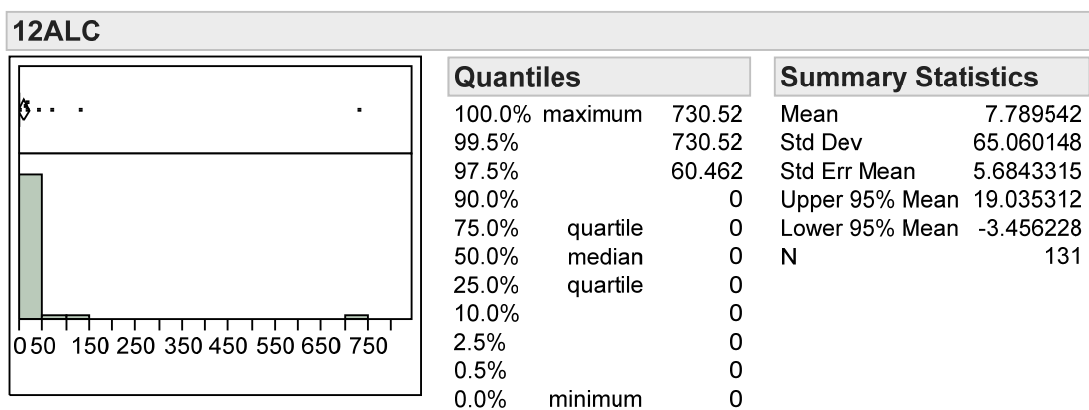 12ALC
0 50 150 250 350 450 550 650 750
Quantiles
100.0% maximum 730.52
99.5% 730.52
97.5% 60.462
90.0% 0
75.0% quartile 0
50.0% median 0
25.0% quartile 0
10.0% 0
2.5% 0
0.5% 0
0.0% minimum 0
Summary Statistics
Mean 7.789542
Std Dev 65.060148
Std Err Mean 5.6843315
Upper 95% Mean 19.035312
Lower 95% Mean -3.456228
N 131